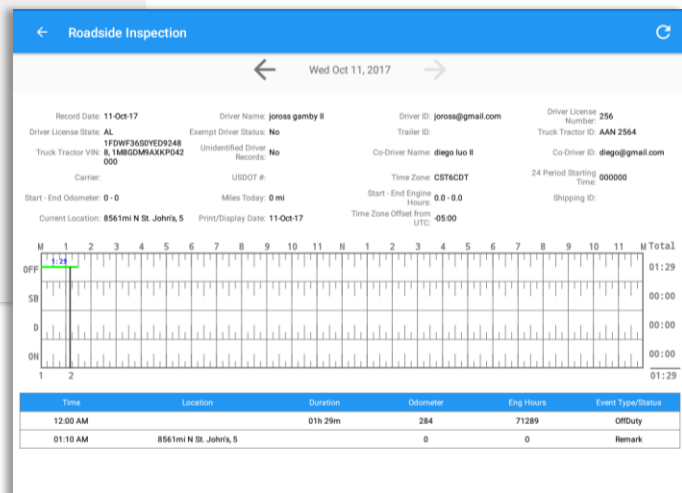 Roadside Inspection
Wed Oct 11, 2017
Record Date: 11-Oct-17 Driver Name: joross gamby II Driver ID: joross@gmail.com Driver License Number: 256
Driver License State: AL Exempt Driver Status: No Trailer ID: Truck Tractor ID: AAN 2564
Truck Tractor VIN: 1FDWF36S0YED92488, 1M8GDM9AXKP042000 Unidentified Driver Records: No Co-Driver Name: diego luo II Co-Driver ID: diego@gmail.com
Carrier: USDOT #: Time Zone: CST6CDT 24 Period Starting Time: 000000
Start - End Odometer: 0 - 0 Miles Today: 0 mi Start - End Engine Hours: 0.0 - 0.0 Shipping ID:
Current Location: 8561mi N St. John's, 5 Print/Display Date: 11-Oct-17 Time Zone Offset from UTC: -05:00
M 1 2 3 4 5 6 7 8 9 10 11 N 1 2 3 4 5 6 7 8 9 10 11 M Total
1:29
OFF 01:29
SB 00:00
D 00:00
ON 00:00
1 2 01:29
Time Location Duration Odometer Eng Hours Event Type/Status
12:00 AM 01h 29m 284 71289 OffDuty
01:10 AM 8561mi N St. John's, 5 0 0 Remark